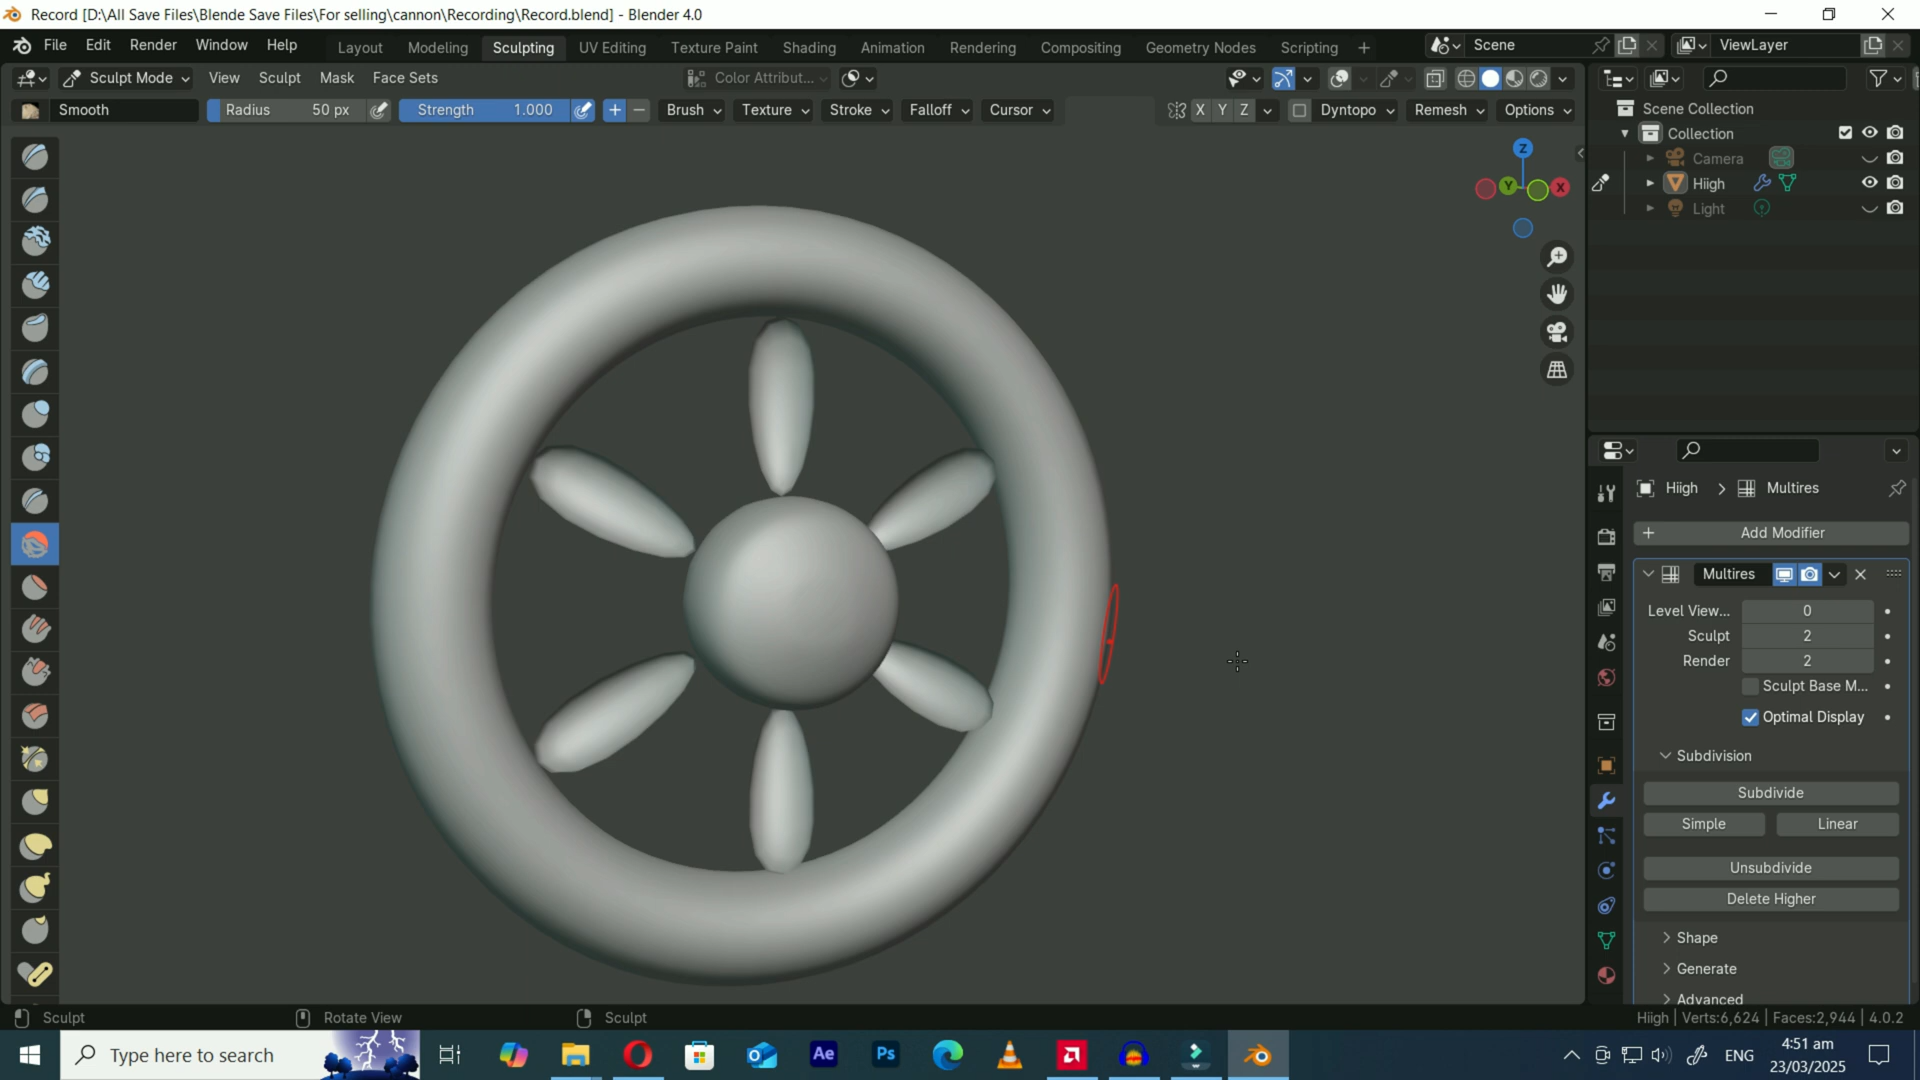 Record [D:\All Save Files\Blende Save Files\For selling\cannon\Recording\Record.blend] - Blender 4.0
File Edit Render Window Help Layout Modeling Sculpting UV Editing Texture Paint Shading Animation Rendering Compositing Geometry Nodes Scripting + Scene ViewLayer
Sculpt Mode View Sculpt Mask Face Sets Color Attribut...
Smooth Radius 50 px Strength 1.000 Brush Texture Stroke Falloff Cursor X Y Z Dyntopo Remesh Options
Scene Collection
Collection
Camera
Hiigh
Light
Z
Y X
Hiigh > Multires
+ Add Modifier
Multires
Level View... 0
Sculpt 2
Render 2
Sculpt Base M...
Optimal Display
Subdivision
Subdivide
Simple Linear
Unsubdivide
Delete Higher
Shape
Generate
Advanced
Sculpt Rotate View Sculpt Hiigh | Verts:6,624 | Faces:2,944 | 4.0.2
Type here to search Ae Ps ENG 4:51 am
23/03/2025